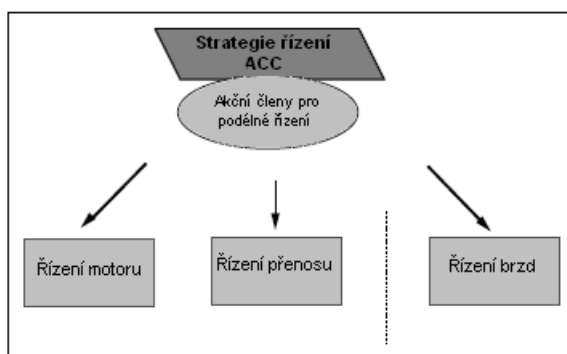 Strategie řízení
ACC
Akční členy pro
podélné řízení
Řízení motoru
Řízení přenosu
Řízení brzd